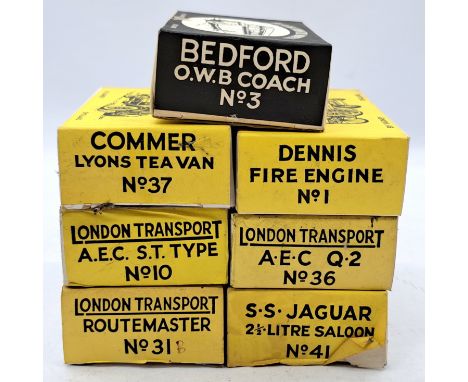 BEDFORD
O.W.B COACH
Nº3
COMMER
LYONS TEA VAN
Nº37
DENNIS
FIRE ENGINE
Nº1
LONDON TRANSPORT
A.E.C. S.T. TYPE
Nº10
LONDON TRANSPORT
A·E·C Q·2
Nº36
LONDON TRANSPORT
ROUTEMASTER
Nº31B
S·S· JAGUAR
2½ LITRE SALOON
Nº41